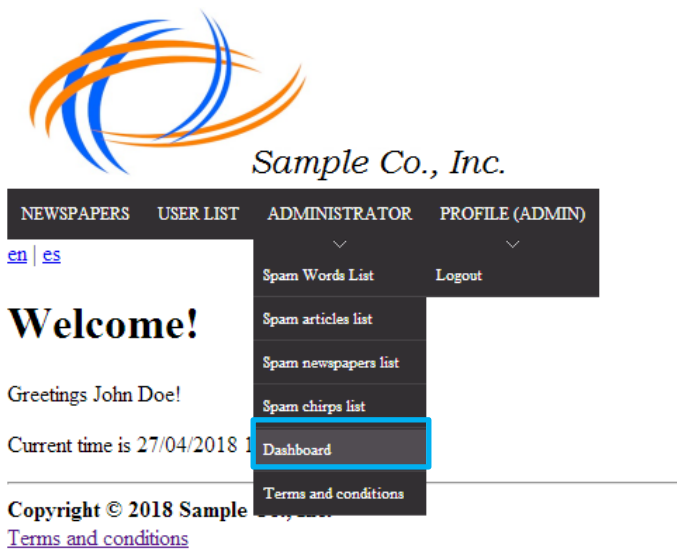 Sample Co., Inc.
NEWSPAPERS USER LIST ADMINISTRATOR PROFILE (ADMIN)
en | es
Spam Words List
Logout
Welcome!
Spam articles list
Spam newspapers list
Greetings John Doe!
Spam chirps list
Current time is 27/04/2018 1
Dashboard
Terms and conditions
Copyright © 2018 Sample
Terms and conditions